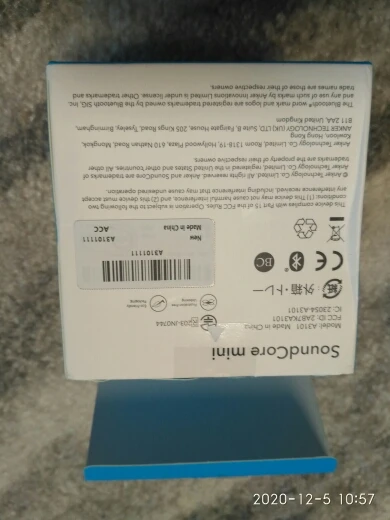 SoundCore mini
Model: A3101 Made in China
FCC ID: 2AB7KA3101
IC: 23054-A3101
外箱・トレー
BC
A3101111
New A3101111
Made in China ACC
This device complies with Part 15 of the FCC Rules. Operation is subject to the following two
conditions: (1) This device may not cause harmful interference, and (2) this device must accept
any interference received, including interference that may cause undesired operation.
© Anker Technology Co. Limited. All rights reserved. Anker and SoundCore are trademarks of
Anker Technology Co. Limited, registered in the United States and other countries. All other
trademarks are the property of their respective owners.
Anker Technology Co., Limited, Room 1318-19, Hollywood Plaza, 610 Nathan Road, Mongkok,
Kowloon, Hong Kong
ANKER TECHNOLOGY (UK) LTD, Suite B, Fairgate House, 205 Kings Road, Tyseley, Birmingham,
B11 2AA, United Kingdom
The Bluetooth® word mark and logos are registered trademarks owned by the Bluetooth SIG, Inc.
and any use of such marks by Anker Innovations Limited is under license. Other trademarks and
trade names are those of their respective owners.
2020-12-5 10:57